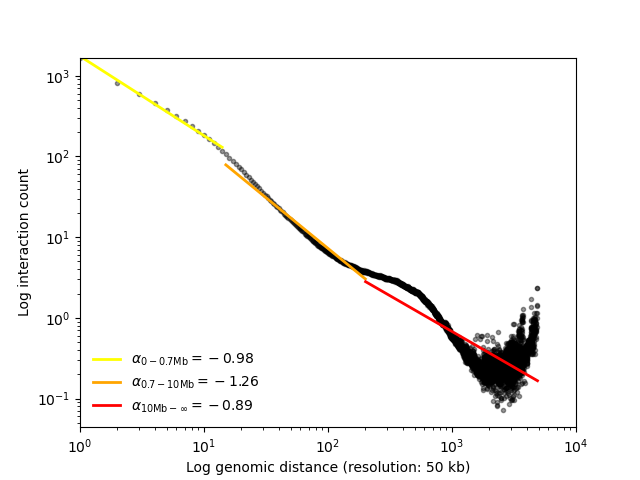 10³
10²
10¹
10⁰
10⁻¹
Log interaction count
α₀₋₀.₇Mb = −0.98
α₀.₇₋₁₀Mb = −1.26
α₁₀Mb₋∞ = −0.89
10⁰ 10¹ 10² 10³ 10⁴
Log genomic distance (resolution: 50 kb)